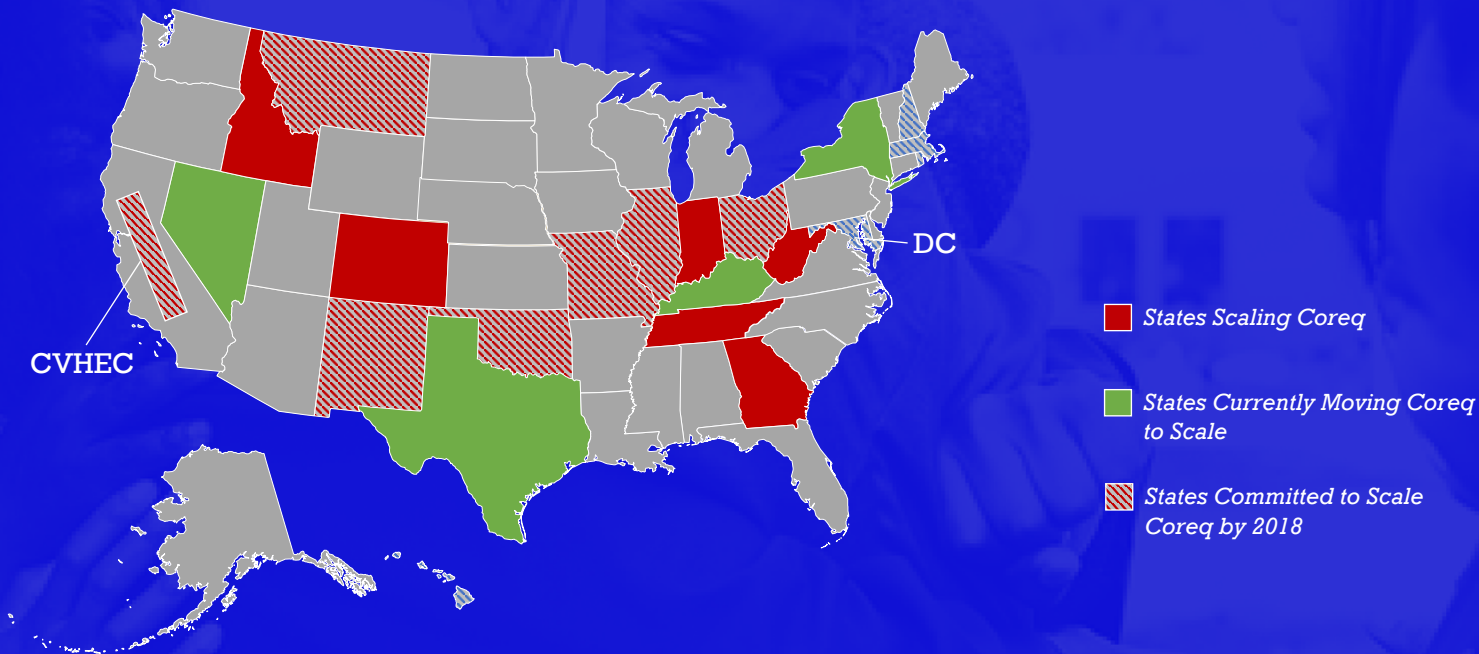 DC
CVHEC
States Scaling Coreq
States Currently Moving Coreq
to Scale
States Committed to Scale
Coreq by 2018